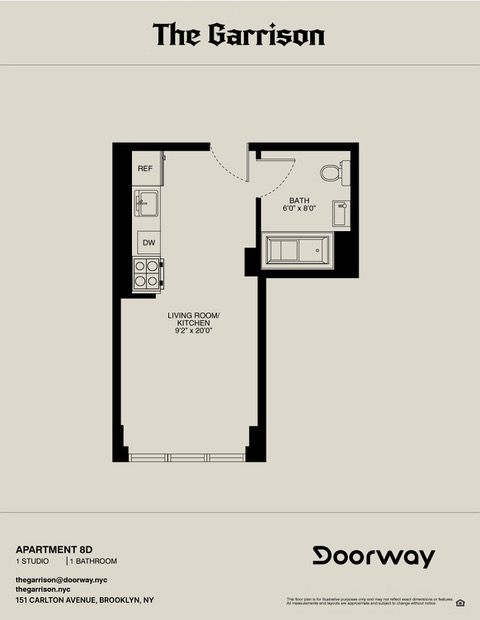 The Garrison
REF
BATH
6'0" x 8'0"
DW
LIVING ROOM/
KITCHEN
9'2" x 20'0"
APARTMENT 8D
1 STUDIO | 1 BATHROOM
thegarrison@doorway.nyc
thegarrison.nyc
151 CARLTON AVENUE, BROOKLYN, NY
Doorway
This floor plan is for illustrative purposes only and may not reflect exact dimensions or features.
All measurements and layouts are approximate and subject to change without notice.